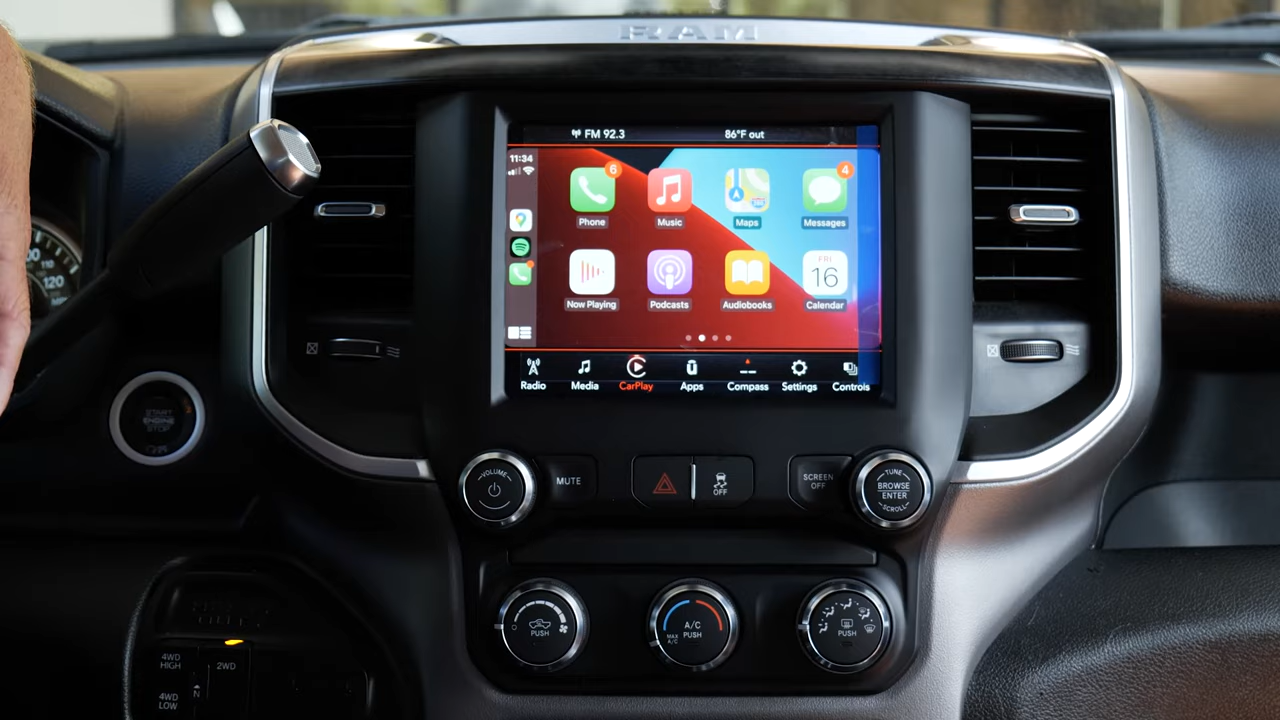 RAM
FM 92.3
86°F out
11:34
6
4
Phone
Music
Maps
Messages
FRI
16
Now Playing
Podcasts
Audiobooks
Calendar
Radio
Media
CarPlay
Apps
Compass
Settings
Controls
110
120
START
ENGINE
STOP
VOLUME
MUTE
OFF
SCREEN
OFF
TUNE
BROWSE
ENTER
SCROLL
PUSH
A/C
PUSH
MAX
A/C
PUSH
4WD
HIGH
2WD
N
4WD
LOW